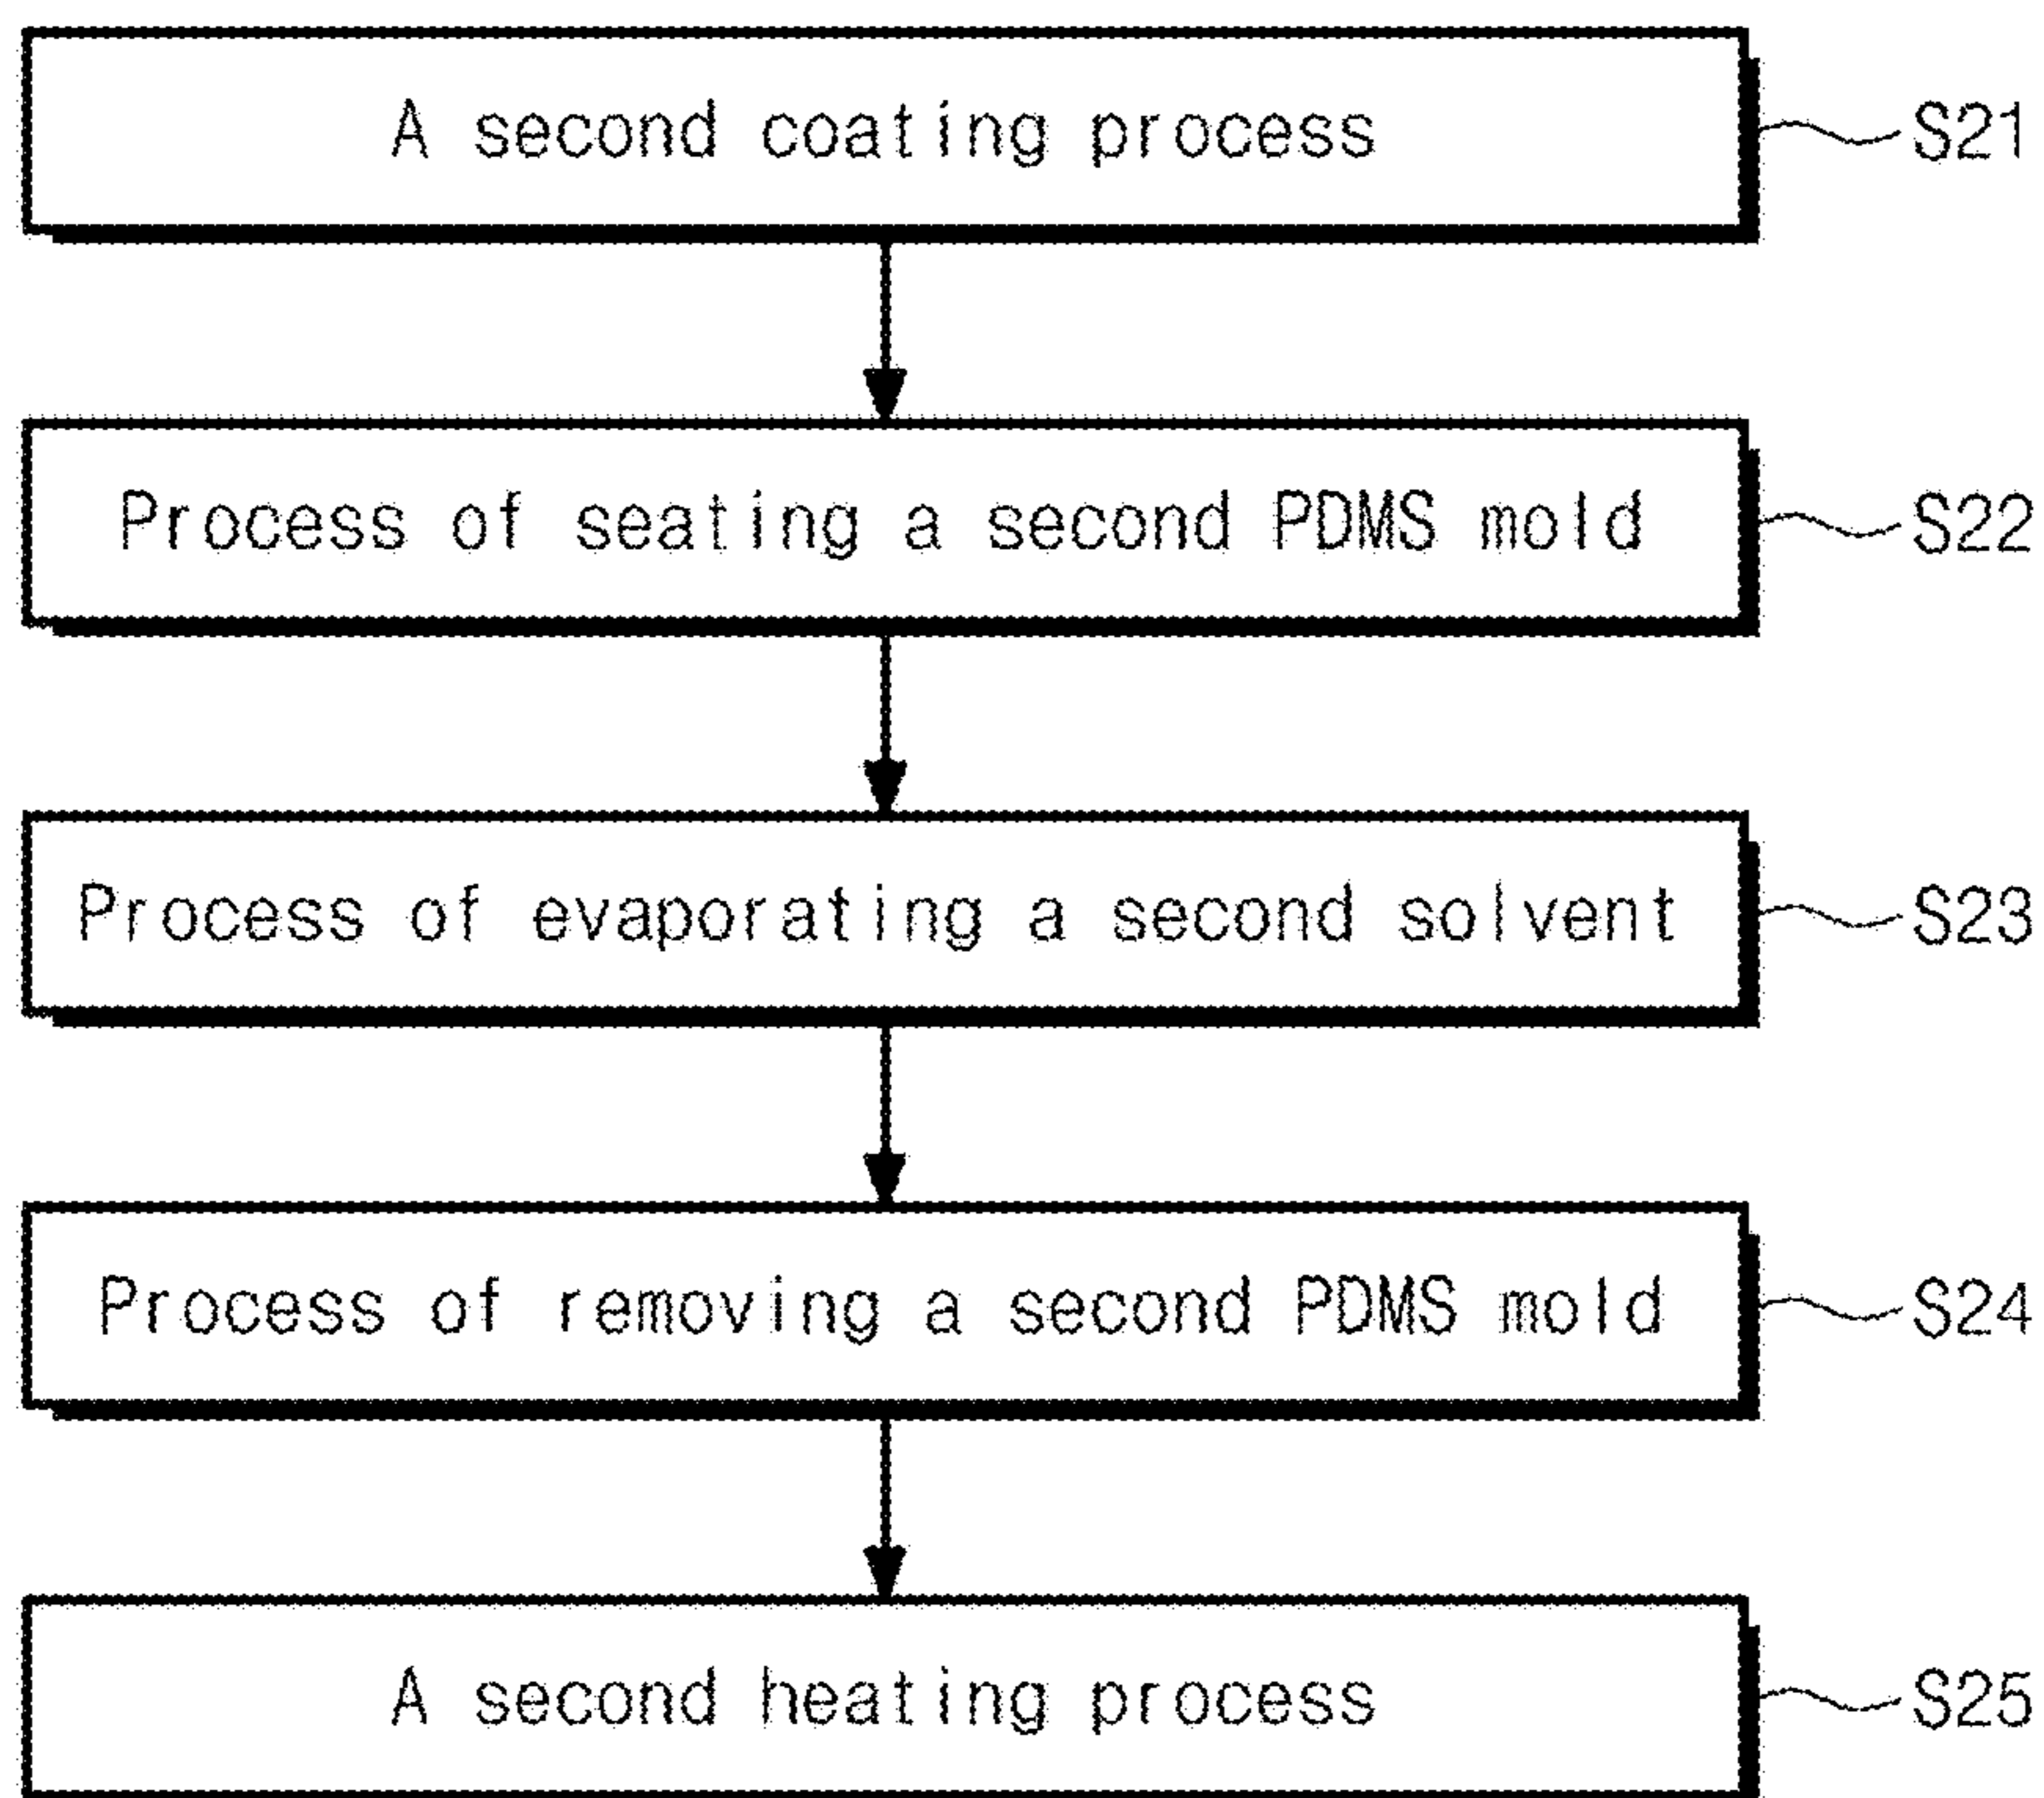 A second coating process S21
Process of seating a second PDMS mold S22
Process of evaporating a second solvent S23
Process of removing a second PDMS mold S24
A second heating process S25